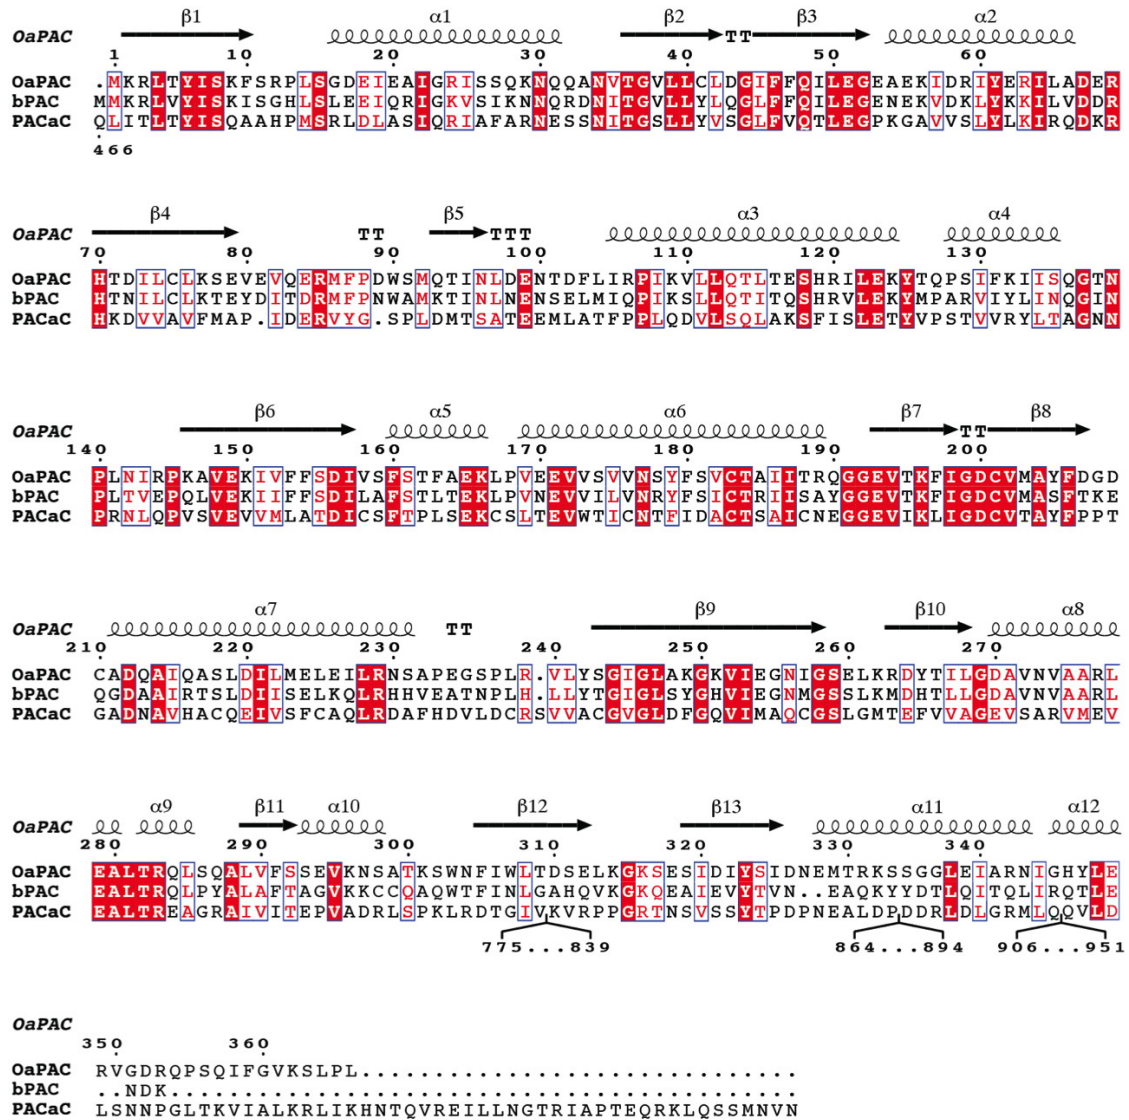 β1 α1 β2 β3 α2
OaPAC TT
1 10 20 30 40 50 60
OaPAC .MKRLTYISKFSRPLSGDEIEAIGRISSQKNQQANVTGVLLCLDGIFFQILEGEAEKIDRIYERILADER
bPAC MMKRLVYISKISGHLSLEEIQRIGKVSIKNNQRDNITGVLLYLQGLFFQILEGENEKVDKLYKKILVDDR
PACaC QLITLTYISQAAHPMSRLDLASIQRIAFARNESSNITGSLLYVSGLFVQTLEGPKGAVVSLYLKIRQDKR
466
β4 β5 α3 α4
OaPAC TT TTT
70 80 90 100 110 120 130
OaPAC HTDILCLKSEVEVQERMFPDWSMQTINLDENTDFLIRPIKVLLQTLTESHRILEKYTQPSIFKIISQGTN
bPAC HTNILCLKTEYDITDRMFPNWAMKTINLNENSELMIQPIKSLLQTITQSHRVLEKYMPARVIYLINQGIN
PACaC HKDVVAVFMAP.IDERVYG.SPLDMTSATEEMLATFPPLQDVLSQLAKSFISLETYVPSTVVRYLTAGNN
β6 α5 α6 β7 β8
OaPAC TT
140 150 160 170 180 190 200
OaPAC PLNIRPKAVEKIVFFSDIVSFSTFAEKLPVEEVVSVVNSYFSVCTAIITRQGGEVTKFIGDCVMAYFDGD
bPAC PLTVEPQLVEKIIFFSDILAFSTLTEKLPVNEVVILVNRYFSICTRIISAYGGEVTKFIGDCVMASFTKE
PACaC PRNLQPVSVEVVMLATDICSFTPLSEKCSLTEVWTICNTFIDACTSAICNEGGEVIKLIGDCVTAYFPPT
α7 β9 β10 α8
OaPAC TT
210 220 230 240 250 260 270
OaPAC CADQAIQASLDILMELEILRNSAPEGSPLR.VLYSGIGLAKGKVIEGNIGSELKRDYTILGDAVNVAARL
bPAC QGDAAIRTSLDIISELKQLRHHVEATNPLH.LLYTGIGLSYGHVIEGNMGSSLKMDHTLLGDAVNVAARL
PACaC GADNAVHACQEIVSFCAQLRDAFHDVLDCRSVVACGVGLDFGQVIMAQCGSLGMTEFVVAGEVSARVMEV
α9 β11 α10 β12 β13 α11 α12
OaPAC
280 290 300 310 320 330 340
OaPAC EALTRQLSQALVFSSEVKNSATKSWNFIWLTDSELKGKSESIDIYSIDNEMTRKSSGGLEIARNIGHYLE
bPAC EALTRQLPYALAFTAGVKKCCQAQWTFINLGAHQVKGKQEAIEVYTVN..EAQKYYDTLQITQLIRQTLE
PACaC EALTREAGRAIVITEPVADRLSPKLRDTGIVKVRPPGRTNSVSSYTPDPNEALDPDDRLDLGRMLQQVLD
775...839 864...894 906...951
OaPAC
350 360
OaPAC RVGDRQPSQIFGVKSLPL..............................
bPAC ..NDK...........................................
PACaC LSNNPGLTKVIALKRLIKHNTQVREILLNGTRIAPTEQRKLQSSMNVN